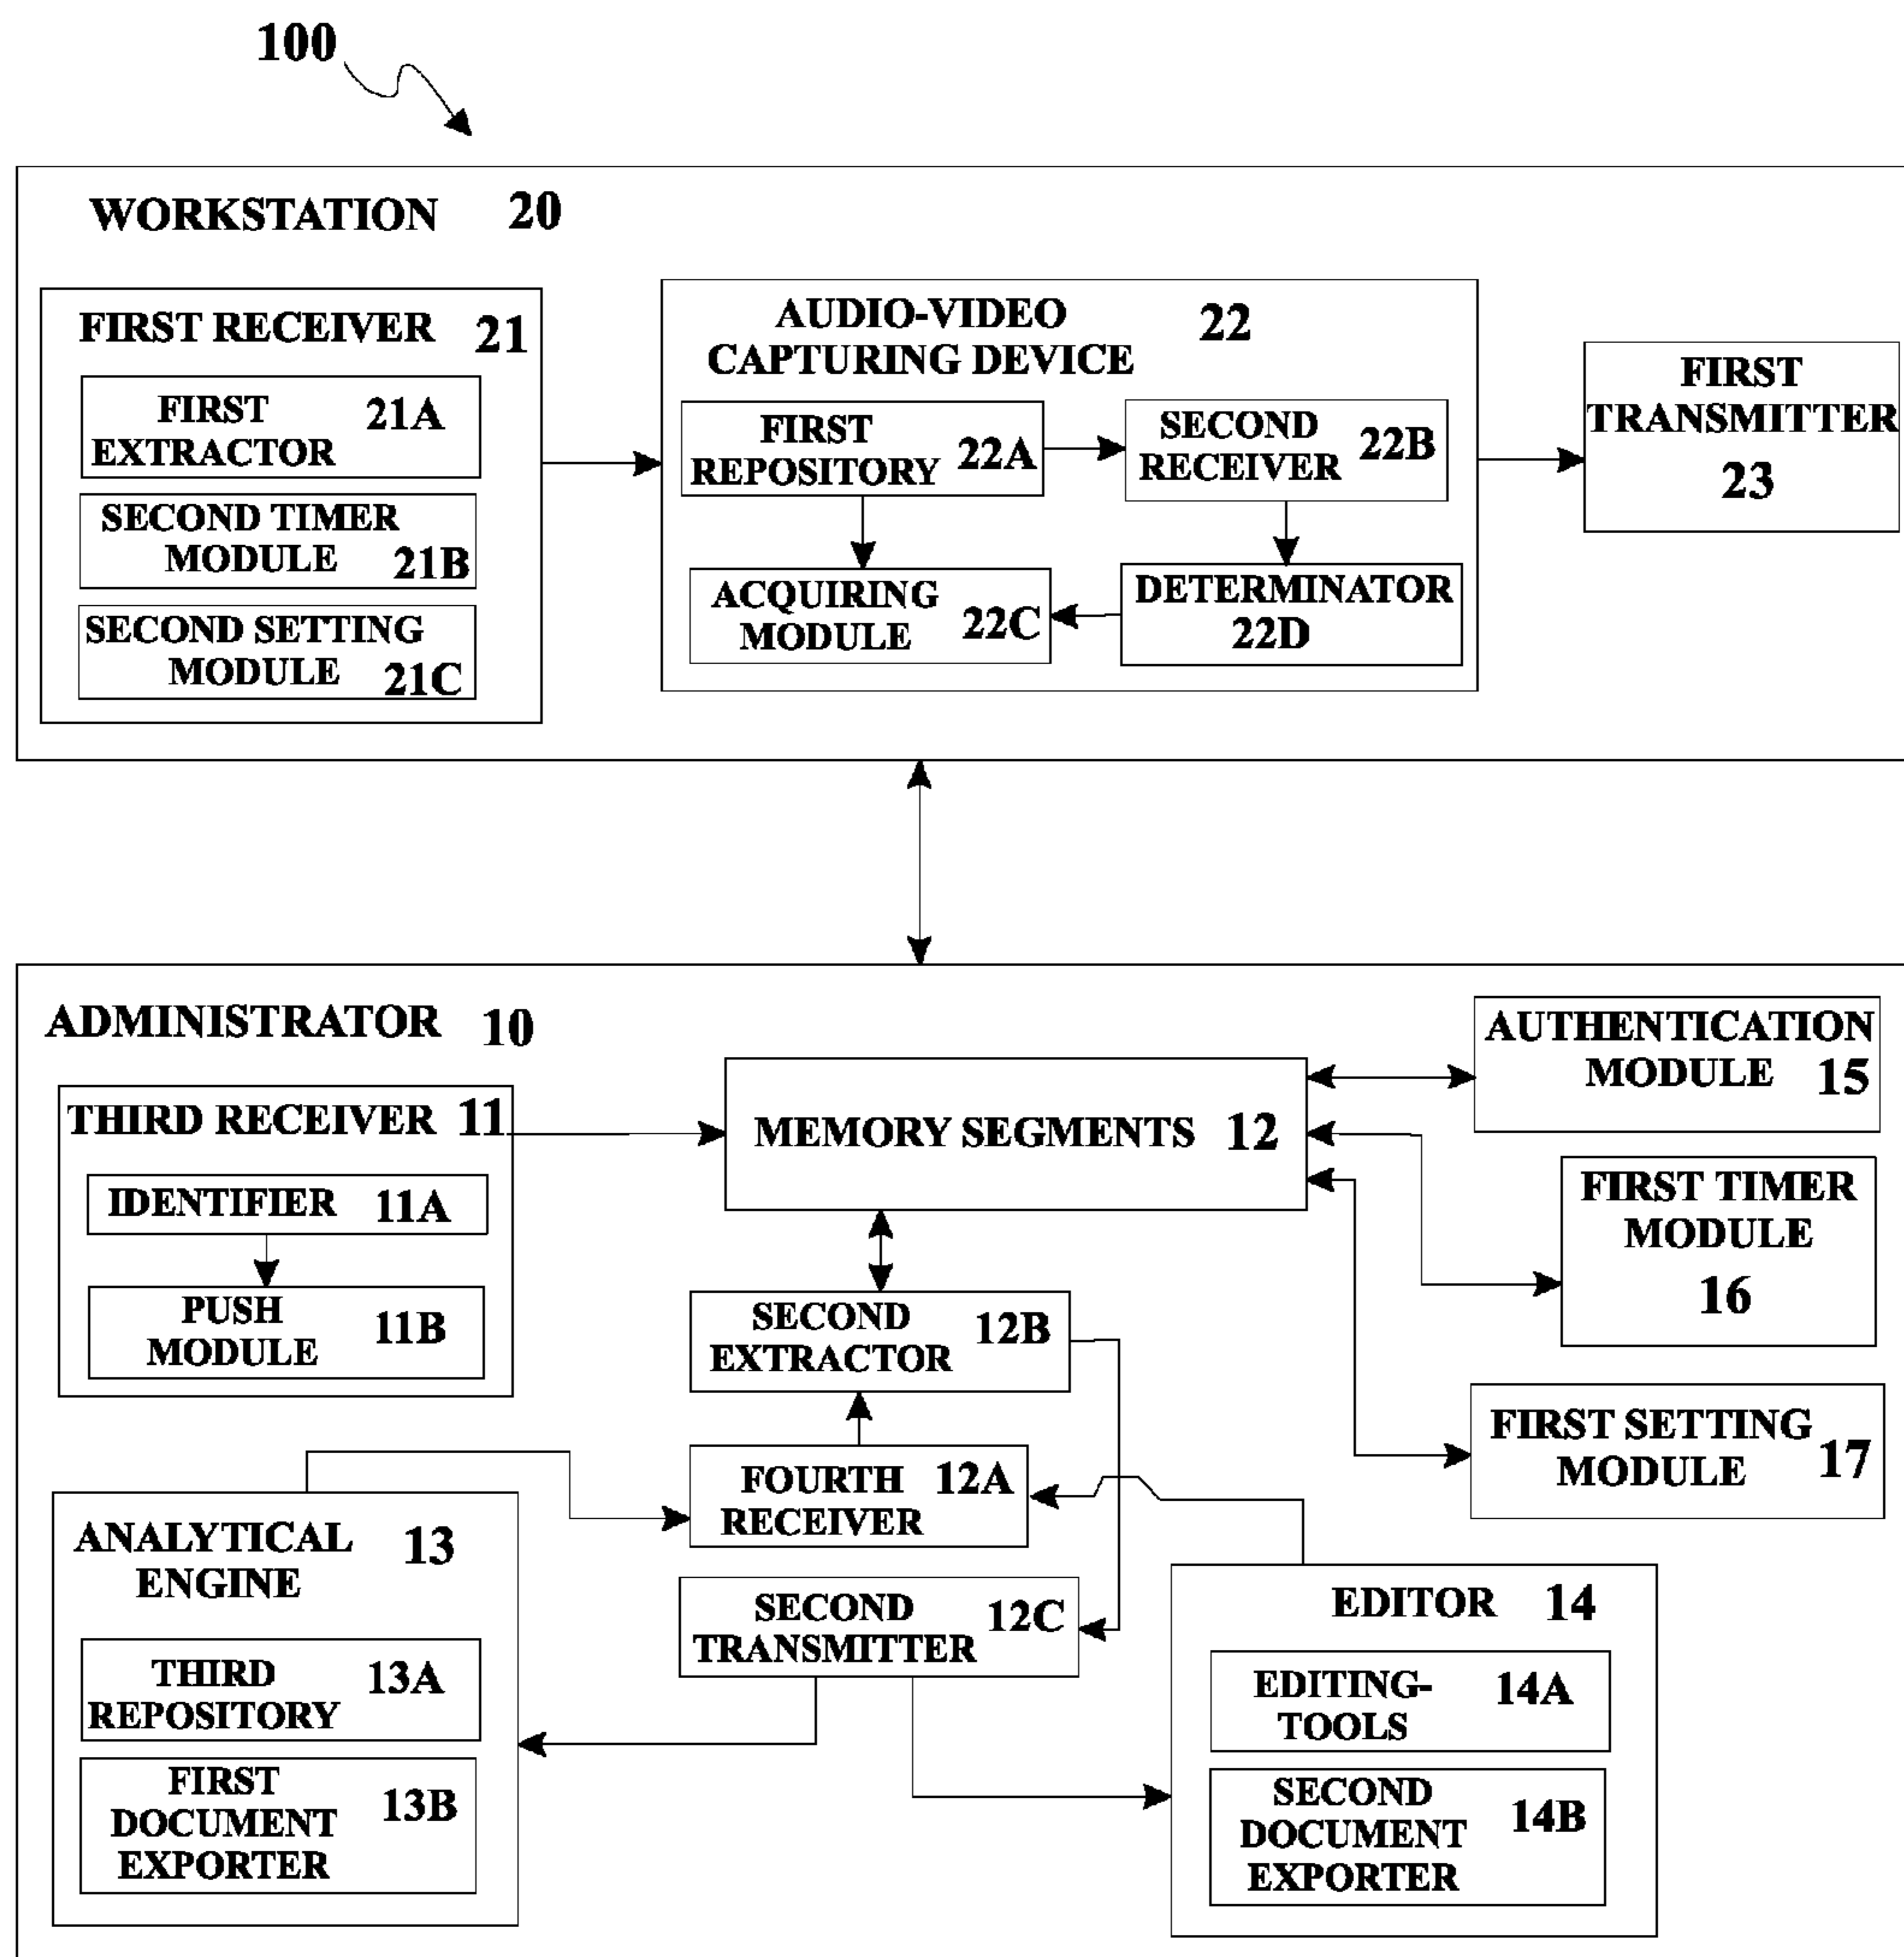 100
WORKSTATION 20
FIRST RECEIVER 21
FIRST
EXTRACTOR 21A
SECOND TIMER
MODULE 21B
SECOND SETTING
MODULE 21C
AUDIO-VIDEO
CAPTURING DEVICE 22
FIRST
REPOSITORY 22A
SECOND
RECEIVER 22B
ACQUIRING
MODULE 22C
DETERMINATOR
22D
FIRST
TRANSMITTER
23
ADMINISTRATOR 10
THIRD RECEIVER 11
IDENTIFIER 11A
PUSH
MODULE 11B
MEMORY SEGMENTS 12
AUTHENTICATION
MODULE 15
FIRST TIMER
MODULE
16
FIRST SETTING
MODULE 17
SECOND
EXTRACTOR 12B
FOURTH
RECEIVER 12A
SECOND
TRANSMITTER 12C
ANALYTICAL
ENGINE 13
THIRD
REPOSITORY 13A
FIRST
DOCUMENT
EXPORTER 13B
EDITOR 14
EDITING-
TOOLS 14A
SECOND
DOCUMENT
EXPORTER 14B